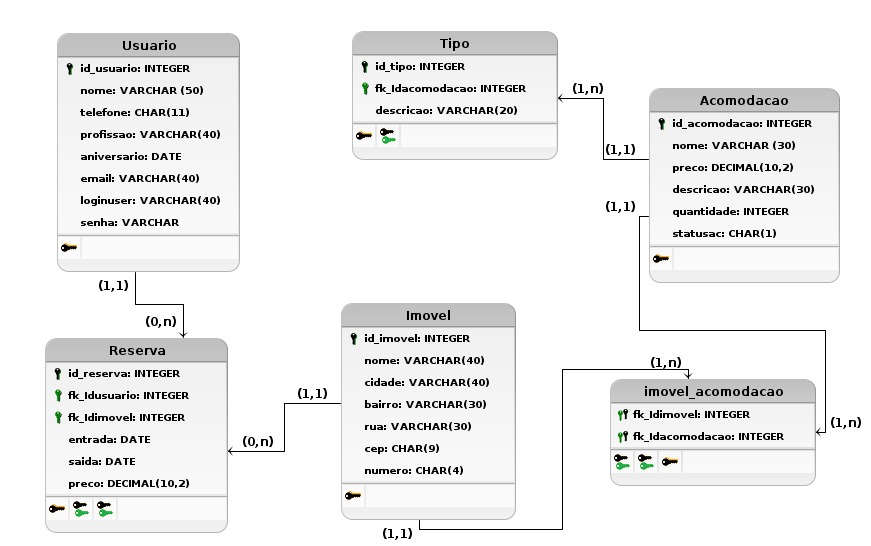 Usuario
id_usuario: INTEGER
nome: VARCHAR (50)
telefone: CHAR(11)
profissao: VARCHAR(40)
aniversario: DATE
email: VARCHAR(40)
loginuser: VARCHAR(40)
senha: VARCHAR
Tipo
id_tipo: INTEGER
fk_Idacomodacao: INTEGER
descricao: VARCHAR(20)
(1,n)
(1,1)
Acomodacao
id_acomodacao: INTEGER
nome: VARCHAR (30)
preco: DECIMAL(10,2)
descricao: VARCHAR(30)
quantidade: INTEGER
statusac: CHAR(1)
(1,1)
(1,1)
(0,n)
Reserva
id_reserva: INTEGER
fk_Idusuario: INTEGER
fk_Idimovel: INTEGER
entrada: DATE
saida: DATE
preco: DECIMAL(10,2)
(0,n)
(1,1)
Imovel
id_imovel: INTEGER
nome: VARCHAR(40)
cidade: VARCHAR(40)
bairro: VARCHAR(30)
rua: VARCHAR(30)
cep: CHAR(9)
numero: CHAR(4)
(1,1)
(1,n)
imovel_acomodacao
fk_Idimovel: INTEGER
fk_Idacomodacao: INTEGER
(1,n)